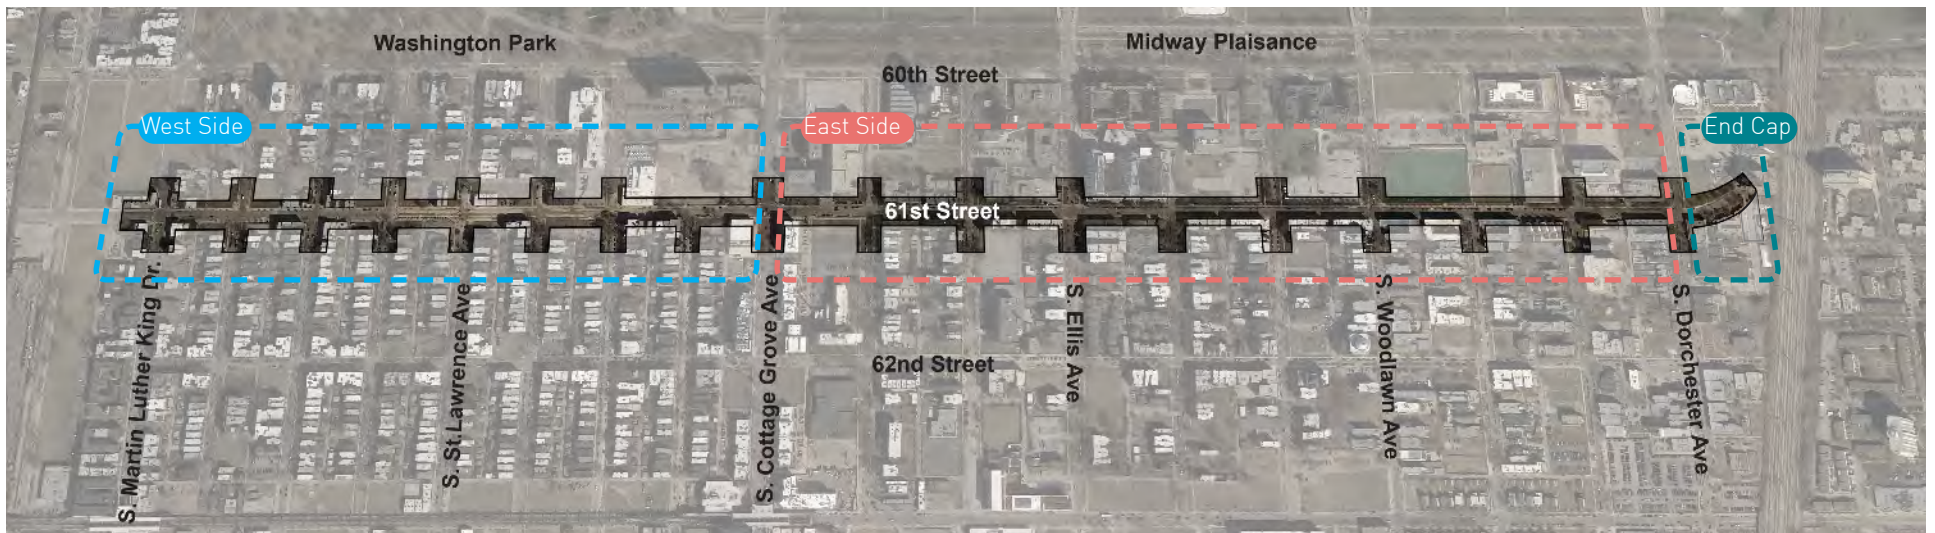 Washington Park
Midway Plaisance
60th Street
West Side
East Side
End Cap
61st Street
S. Martin Luther King Dr.
S. St.Lawrence Ave
S. Cottage Grove Ave
S. Ellis Ave
S. Woodlawn Ave
S. Dorchester Ave
62nd Street